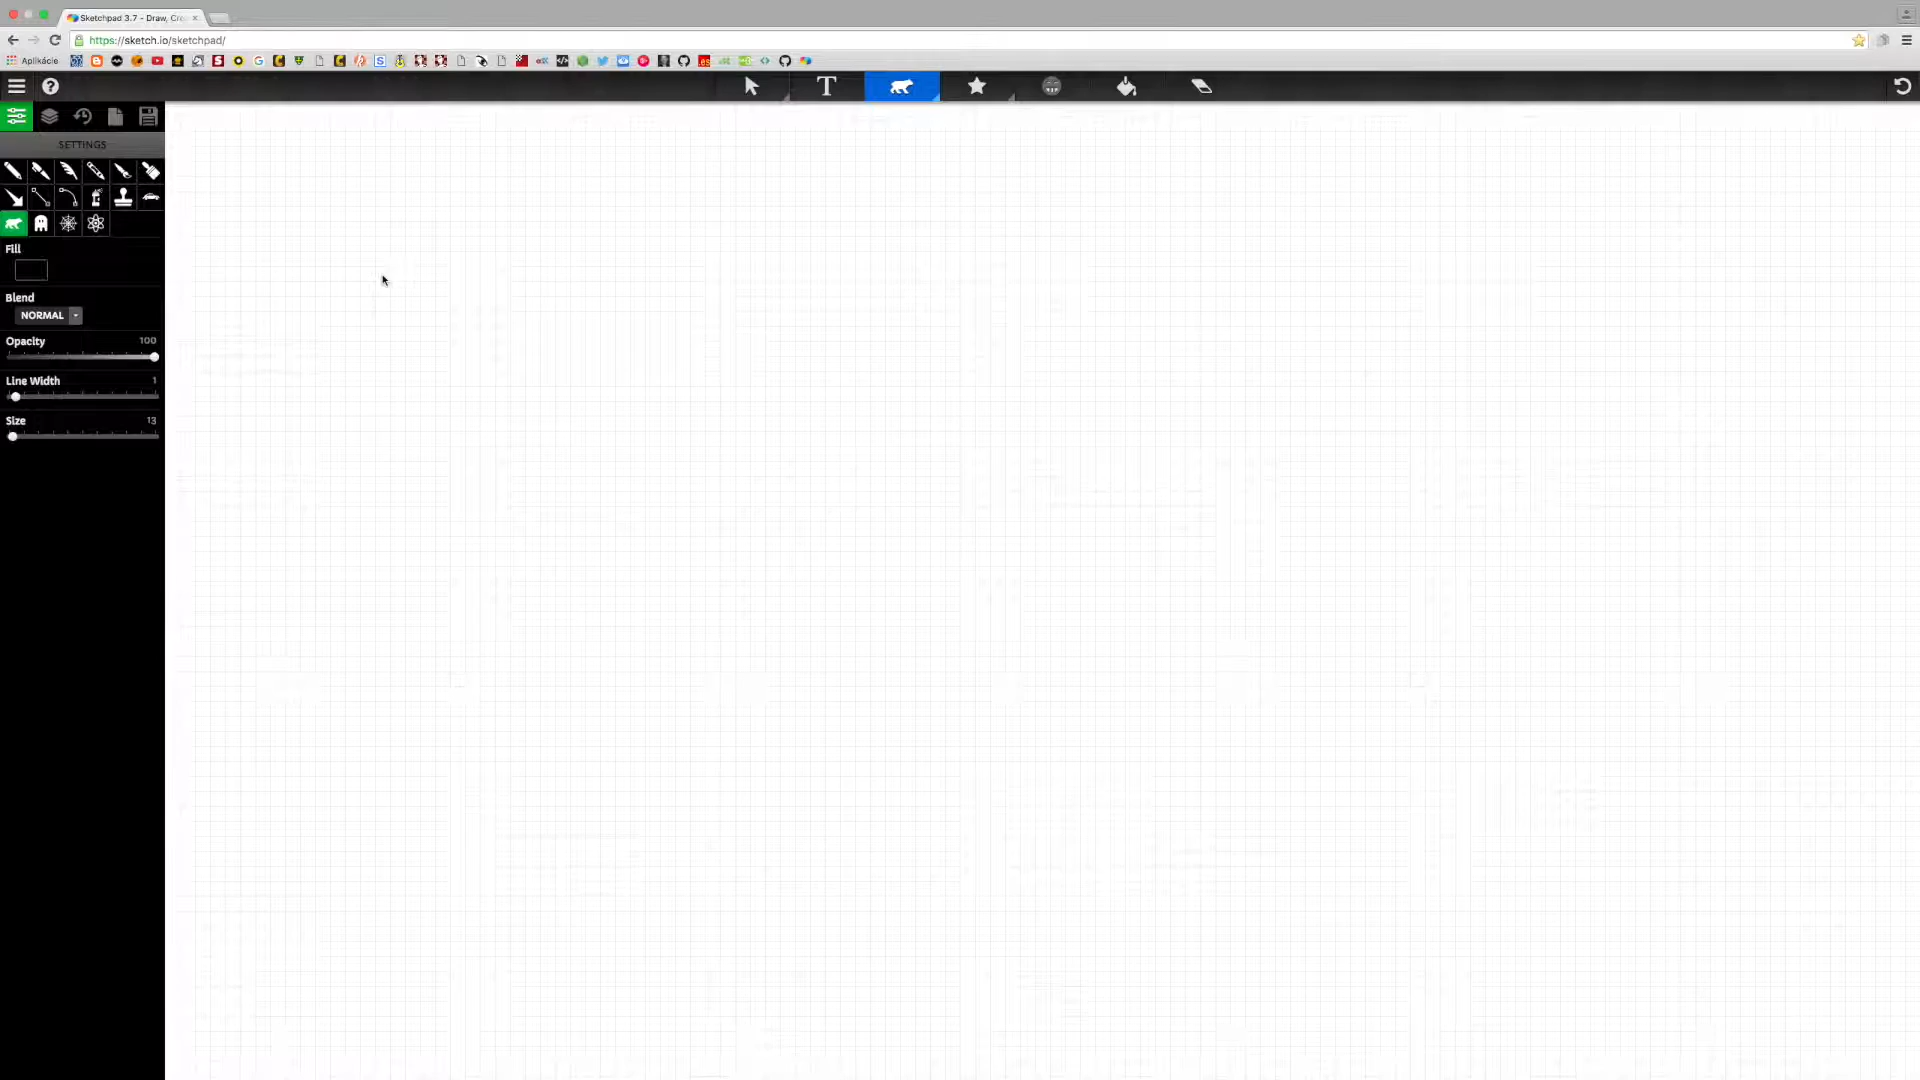 Sketchpad 3.7 - Draw, Cr
https://sketch.io/sketchpad/
Aplikácie
T
SETTINGS
Fill
Blend
NORMAL
Opacity 100
Line Width 1
Size 13